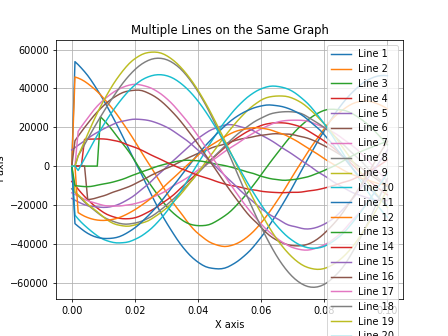 Multiple Lines on the Same Graph
60000
40000
20000
0
−20000
−40000
−60000
axis
0.00
0.02
0.04
0.06
X axis
Line 1
Line 2
Line 3
Line 4
Line 5
Line 6
Line 7
Line 8
Line 9
Line 10
Line 11
Line 12
Line 13
Line 14
Line 15
Line 16
Line 17
Line 18
Line 19
Line 20